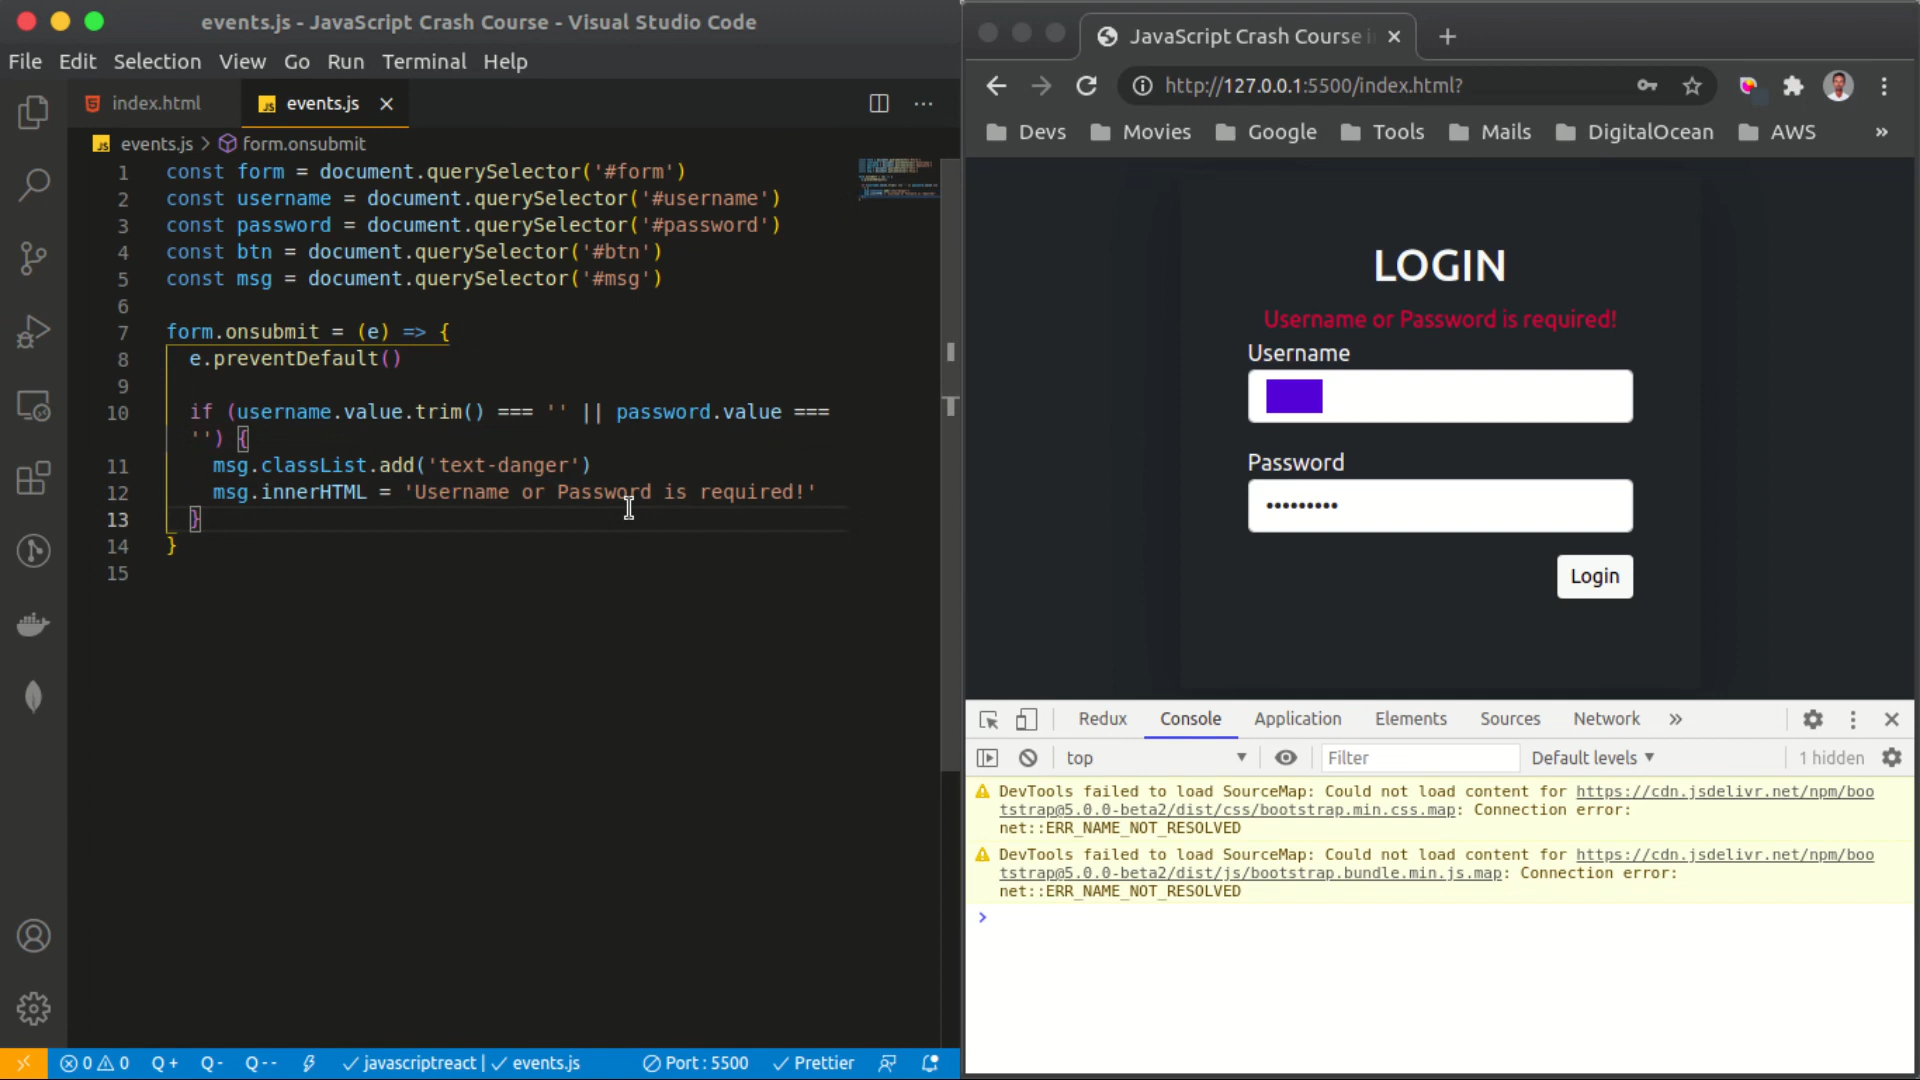 events.js - JavaScript Crash Course - Visual Studio Code
File Edit Selection View Go Run Terminal Help
index.html events.js
events.js > form.onsubmit
1 const form = document.querySelector('#form')
2 const username = document.querySelector('#username')
3 const password = document.querySelector('#password')
4 const btn = document.querySelector('#btn')
5 const msg = document.querySelector('#msg')
6
7 form.onsubmit = (e) => {
8 e.preventDefault()
9
10 if (username.value.trim() === '' || password.value ===
'') {
11 msg.classList.add('text-danger')
12 msg.innerHTML = 'Username or Password is required!'
13 }
14 }
15
0 0 Q+ Q- Q-- javascriptreact | events.js Port : 5500 Prettier
JavaScript Crash Course
http://127.0.0.1:5500/index.html?
Devs Movies Google Tools Mails DigitalOcean AWS »
LOGIN
Username or Password is required!
Username
Password
•••••••••
Login
Redux Console Application Elements Sources Network »
top Filter Default levels 1 hidden
DevTools failed to load SourceMap: Could not load content for https://cdn.jsdelivr.net/npm/boo
tstrap@5.0.0-beta2/dist/css/bootstrap.min.css.map: Connection error:
net::ERR_NAME_NOT_RESOLVED
DevTools failed to load SourceMap: Could not load content for https://cdn.jsdelivr.net/npm/boo
tstrap@5.0.0-beta2/dist/js/bootstrap.bundle.min.js.map: Connection error:
net::ERR_NAME_NOT_RESOLVED